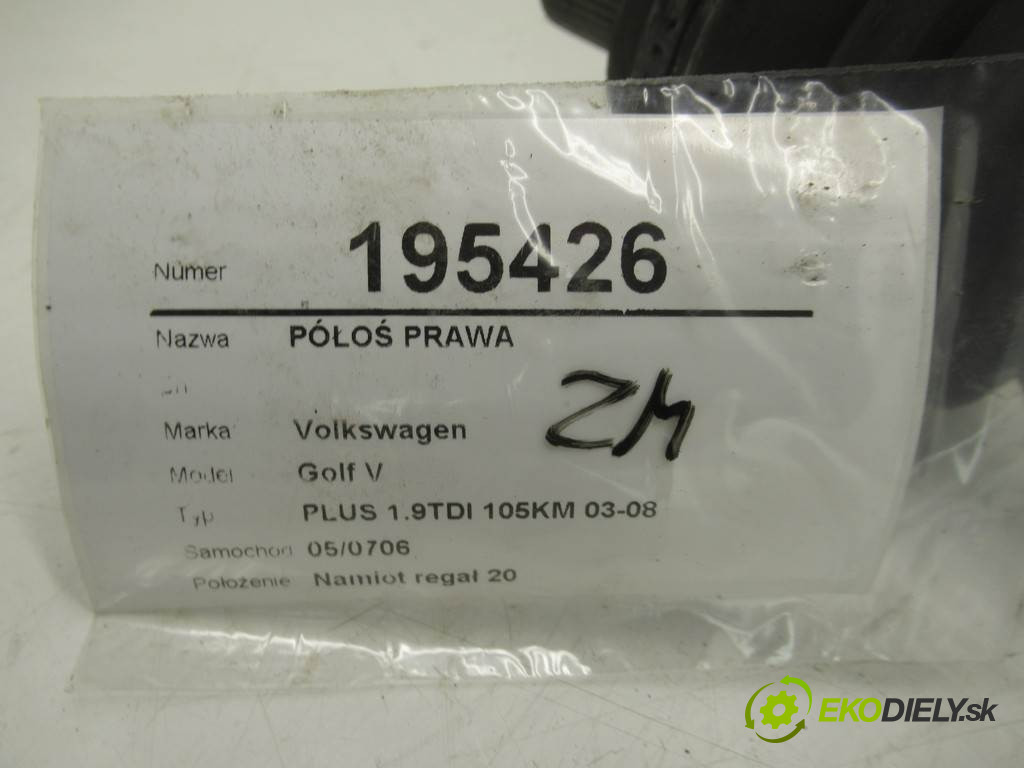 Numer 195426
Nazwa PÓŁOŚ PRAWA
ZM
Marka Volkswagen
Model Golf V
Typ PLUS 1.9TDI 105KM 03-08
Samochod 05/0706
Położenie Namiot regał 20
EKODIELY.sk